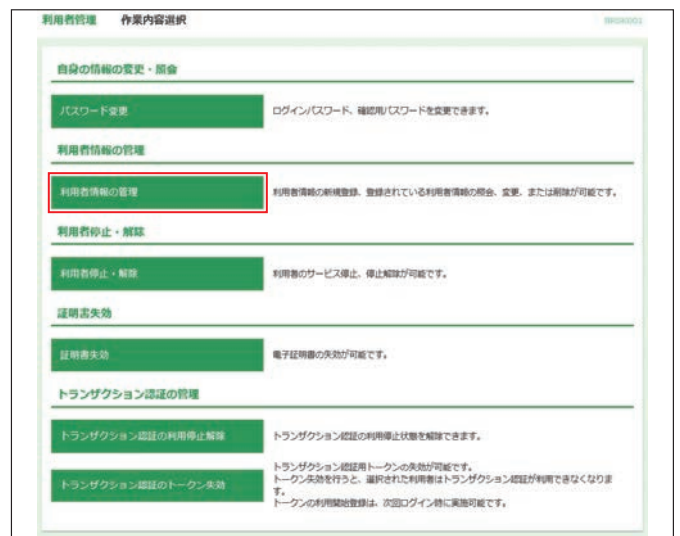 利用者管理 作業内容選択 BRSK001
自身の情報の変更・照会
パスワード変更 ログインパスワード、確認用パスワードを変更できます。
利用者情報の管理
利用者情報の管理 利用者情報の新規登録、登録されている利用者情報の照会、変更、または削除が可能です。
利用者停止・解除
利用者停止・解除 利用者のサービス停止、停止解除が可能です。
証明書失効
証明書失効 電子証明書の失効が可能です。
トランザクション認証の管理
トランザクション認証の利用停止解除 トランザクション認証の利用停止状態を解除できます。
トランザクション認証のトークン失効 トランザクション認証用トークンの失効が可能です。
トークン失効を行うと、選択された利用者はトランザクション認証が利用できなくなりま
す。
トークンの利用開始登録は、次回ログイン時に実施可能です。